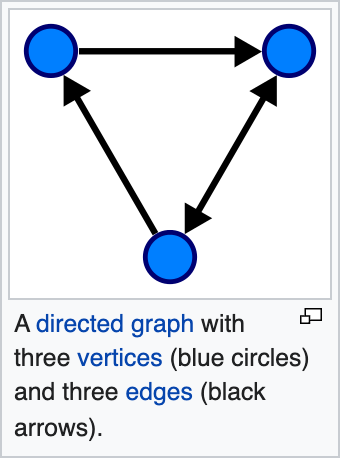 A directed graph with
three vertices (blue circles)
and three edges (black
arrows).